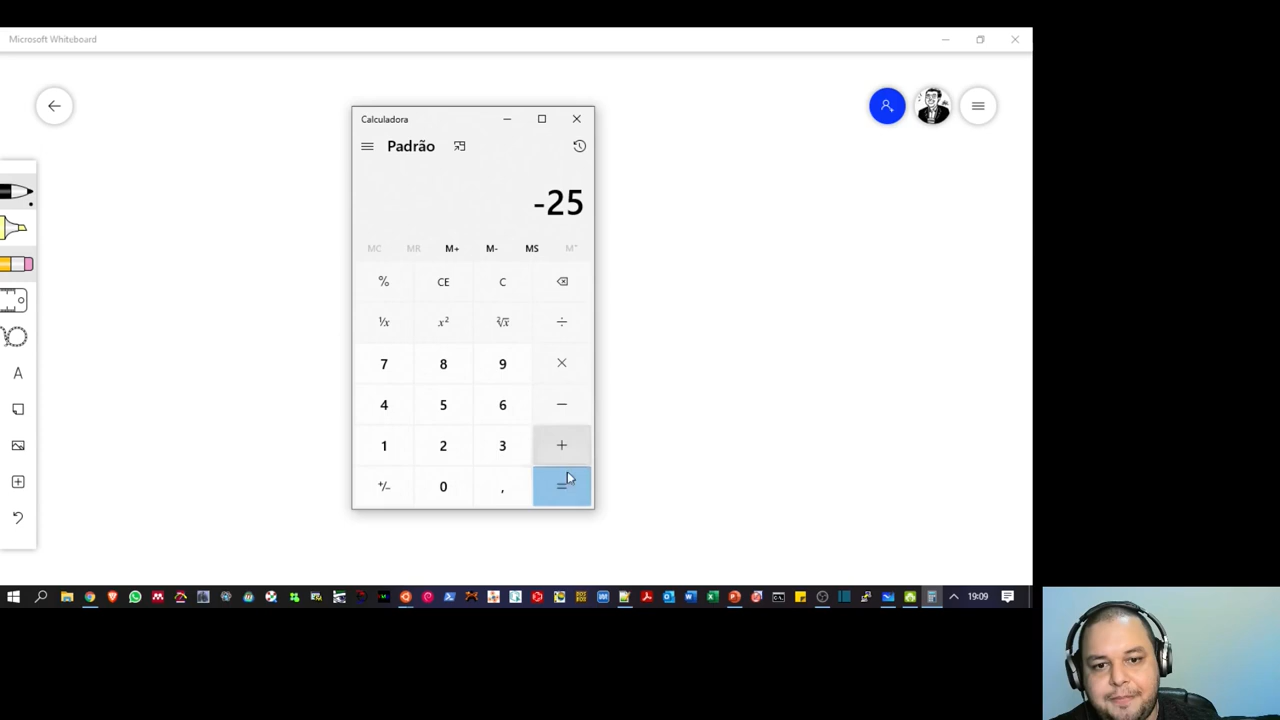 Microsoft Whiteboard
Calculadora
Padrão
-25
MC MR M+ M- MS M˅
% CE C
¹/x x² ²√x ÷
7 8 9 ×
4 5 6 −
1 2 3 +
+/− 0 , =
A
19:09